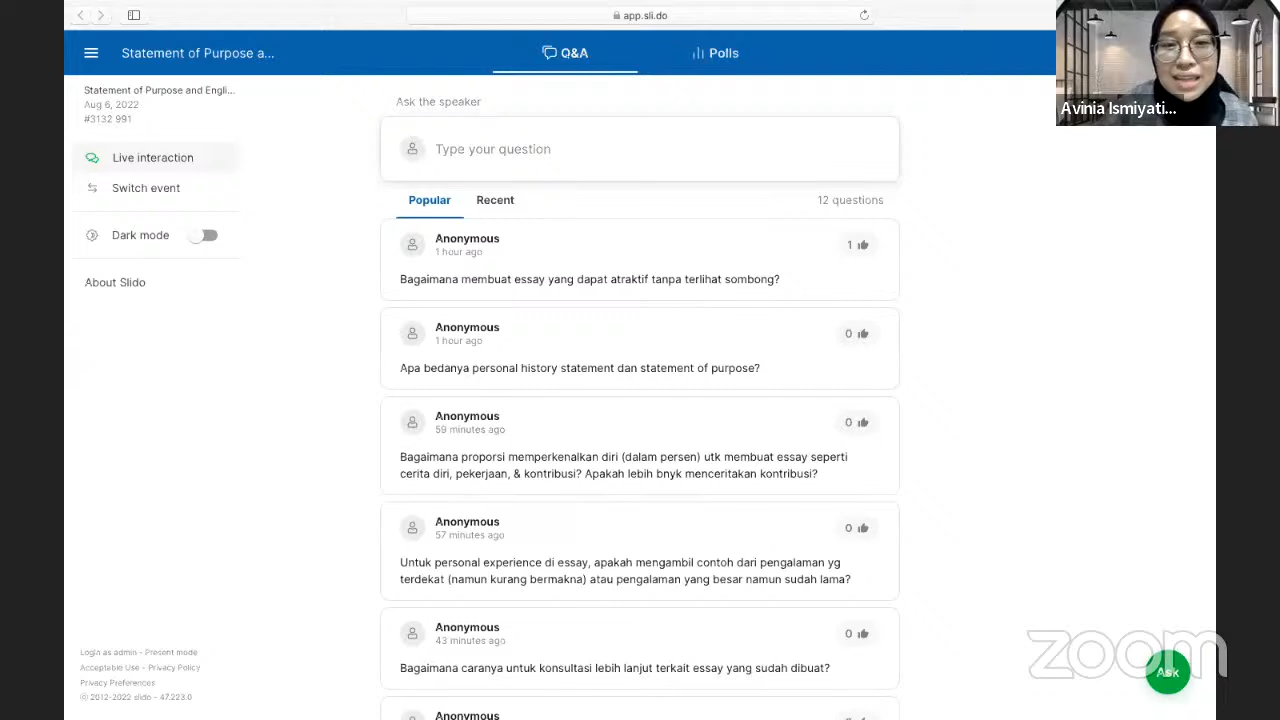 app.sli.do
Statement of Purpose a...
Q&A
Polls
Avinia Ismiyati...
Statement of Purpose and Engli...
Aug 6, 2022
#3132 991
Live interaction
Switch event
Dark mode
About Slido
Ask the speaker
Type your question
Popular
Recent
12 questions
Anonymous
1 hour ago
1
Bagaimana membuat essay yang dapat atraktif tanpa terlihat sombong?
Anonymous
1 hour ago
0
Apa bedanya personal history statement dan statement of purpose?
Anonymous
59 minutes ago
0
Bagaimana proporsi memperkenalkan diri (dalam persen) utk membuat essay seperti
cerita diri, pekerjaan, & kontribusi? Apakah lebih bnyk menceritakan kontribusi?
Anonymous
57 minutes ago
0
Untuk personal experience di essay, apakah mengambil contoh dari pengalaman yg
terdekat (namun kurang bermakna) atau pengalaman yang besar namun sudah lama?
Anonymous
43 minutes ago
0
Bagaimana caranya untuk konsultasi lebih lanjut terkait essay yang sudah dibuat?
Anonymous
Login as admin - Present mode
Acceptable Use - Privacy Policy
Privacy Preferences
© 2012-2022 slido - 47.223.0
zoom
Ask